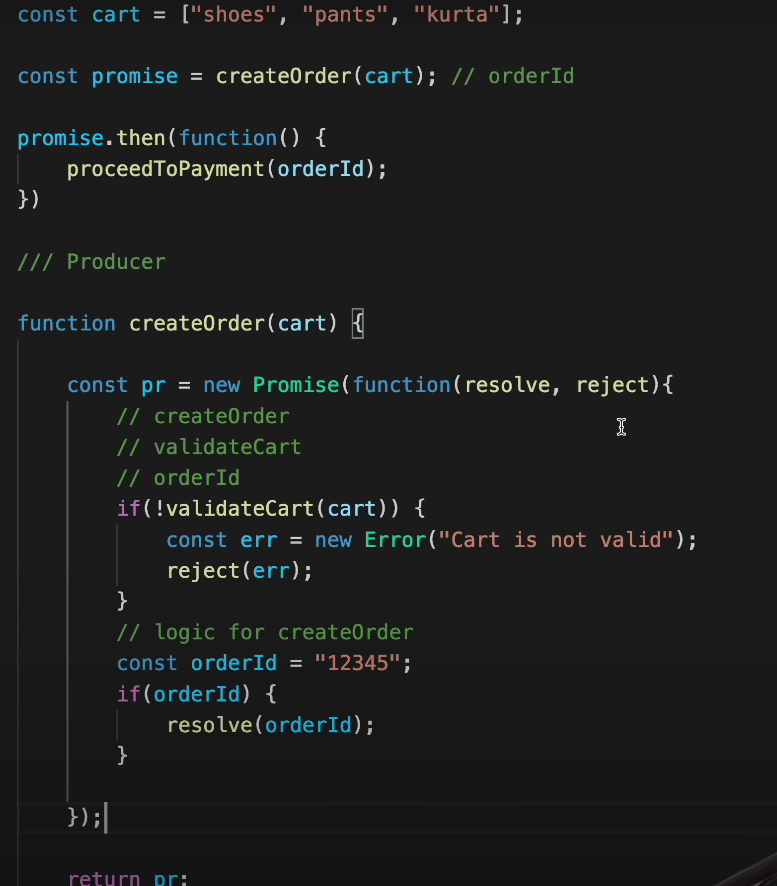 const cart = ["shoes", "pants", "kurta"];
const promise = createOrder(cart); // orderId
promise.then(function() {
    proceedToPayment(orderId);
})
/// Producer
function createOrder(cart) {
    const pr = new Promise(function(resolve, reject){
        // createOrder
        // validateCart
        // orderId
        if(!validateCart(cart)) {
            const err = new Error("Cart is not valid");
            reject(err);
        }
        // logic for createOrder
        const orderId = "12345";
        if(orderId) {
            resolve(orderId);
        }
    });
    return pr;